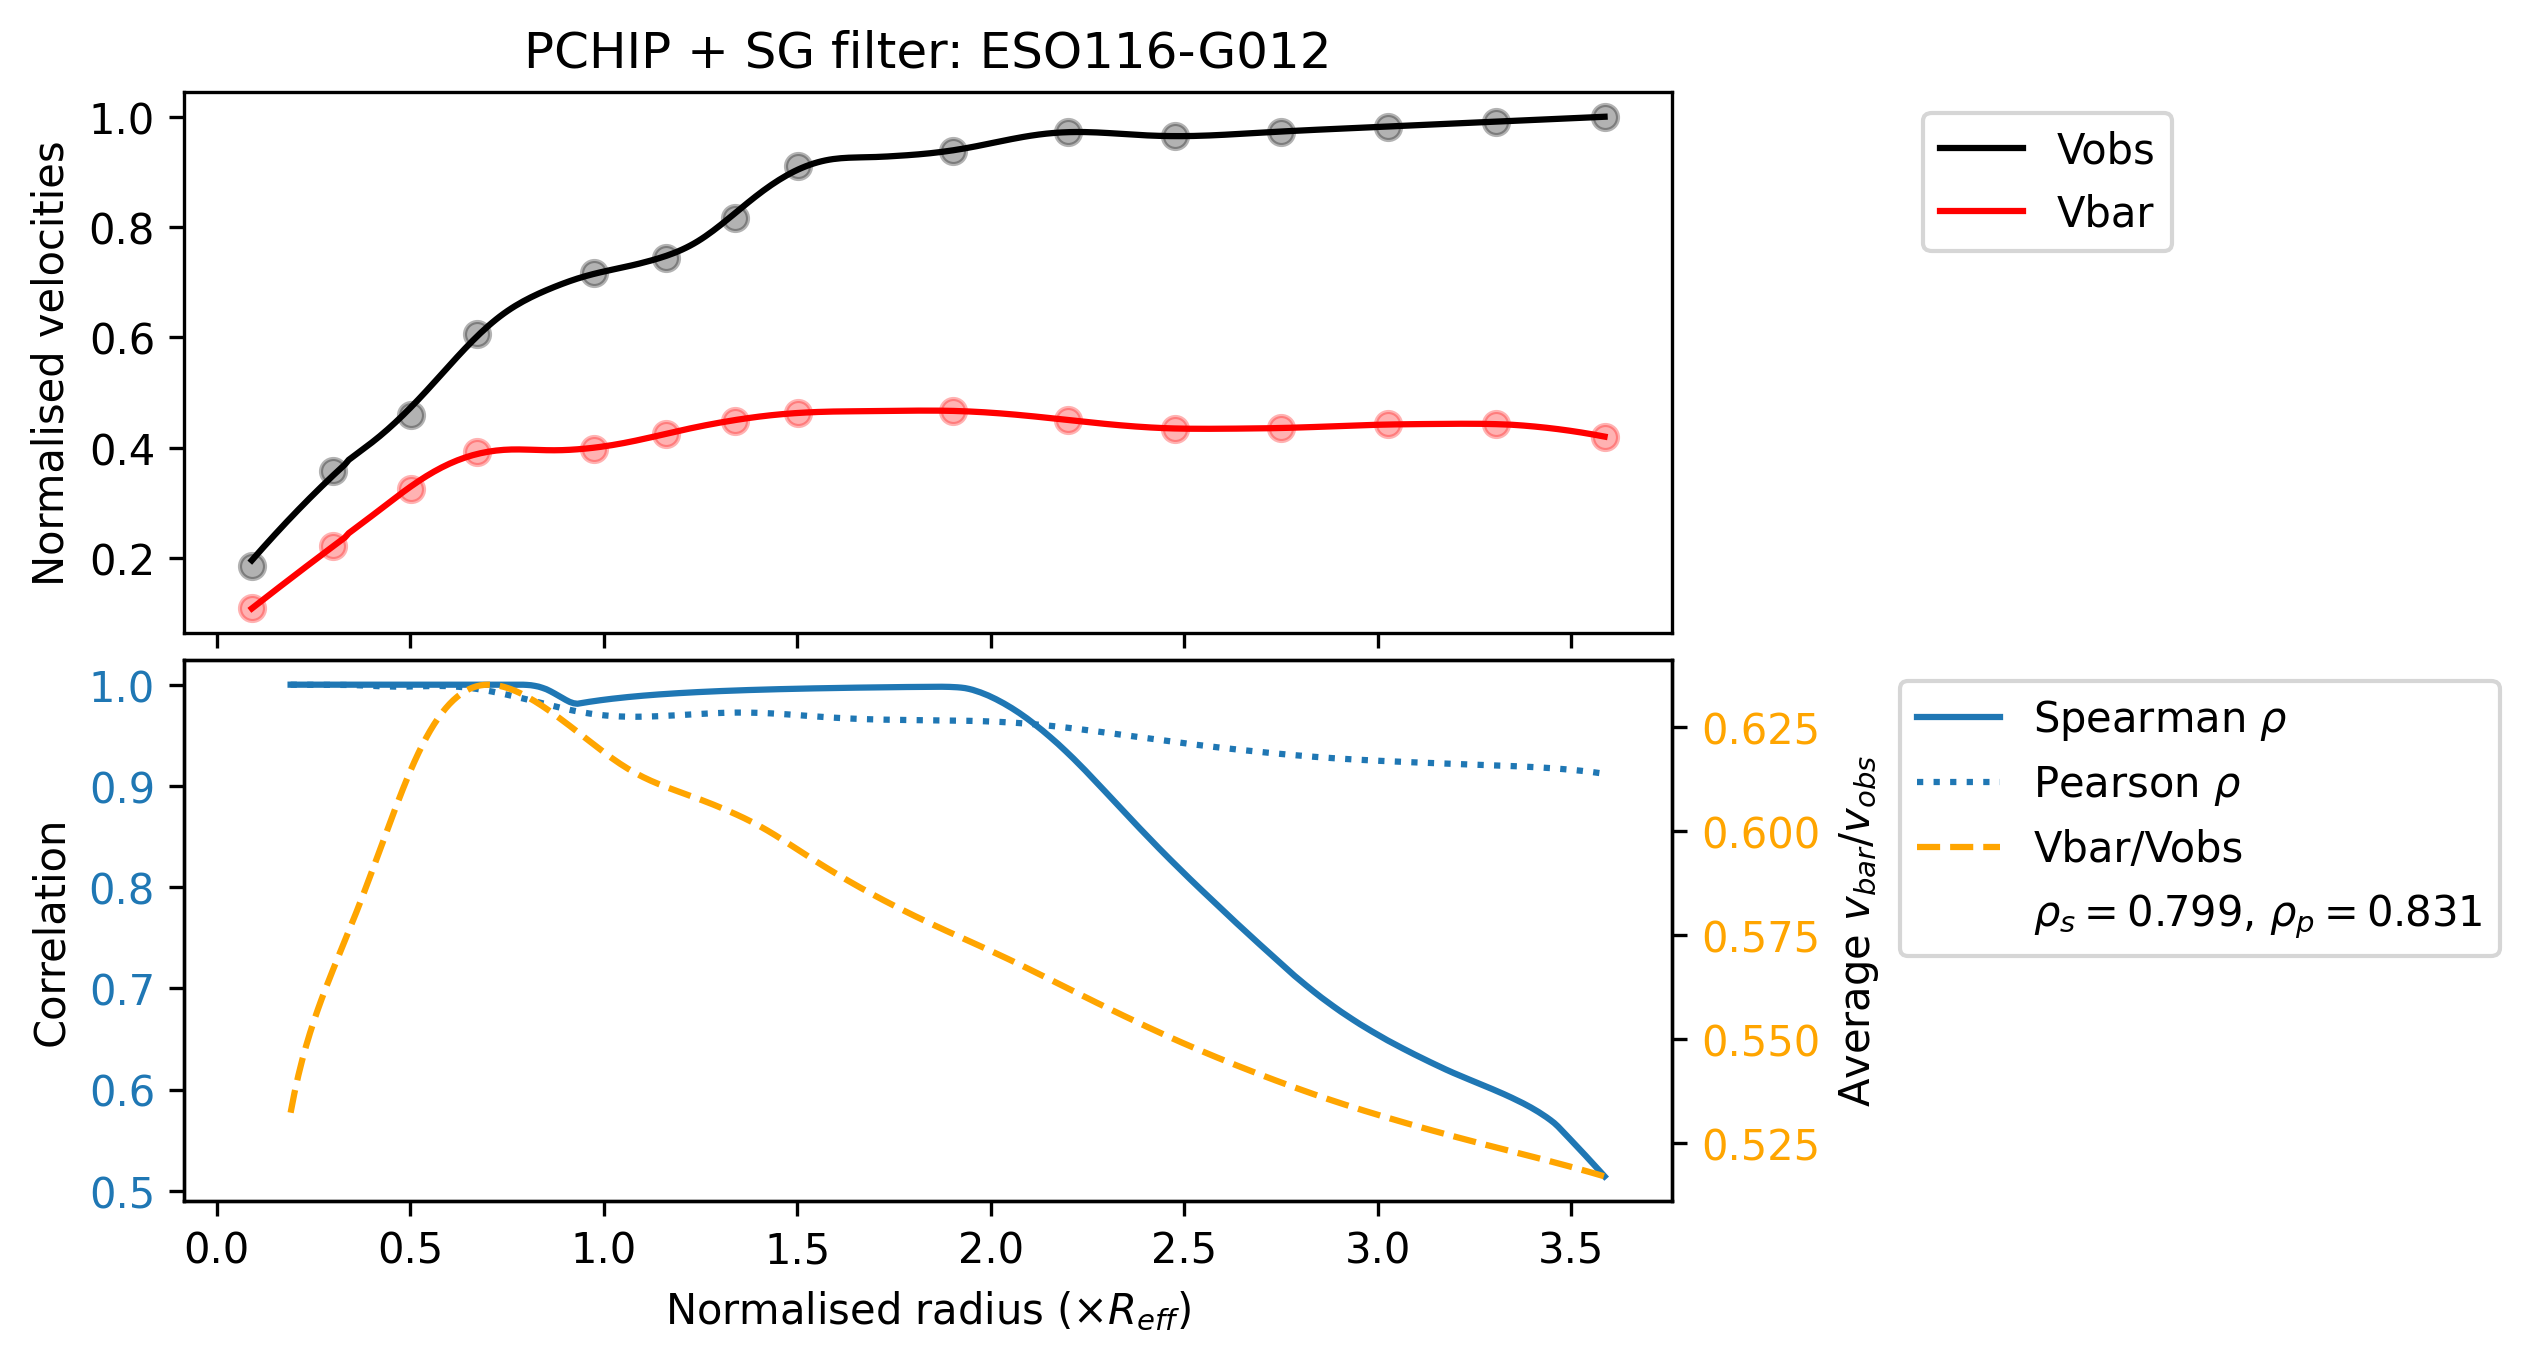 PCHIP + SG filter: ESO116-G012
Normalised velocities
1.0
0.8
0.6
0.4
0.2
Vobs
Vbar
Correlation
1.0
0.9
0.8
0.7
0.6
0.5
0.625
0.600
0.575
0.550
0.525
Average v_bar/v_obs
Spearman ρ
Pearson ρ
Vbar/Vobs
ρ_s = 0.799, ρ_p = 0.831
0.0 0.5 1.0 1.5 2.0 2.5 3.0 3.5
Normalised radius (×R_eff)